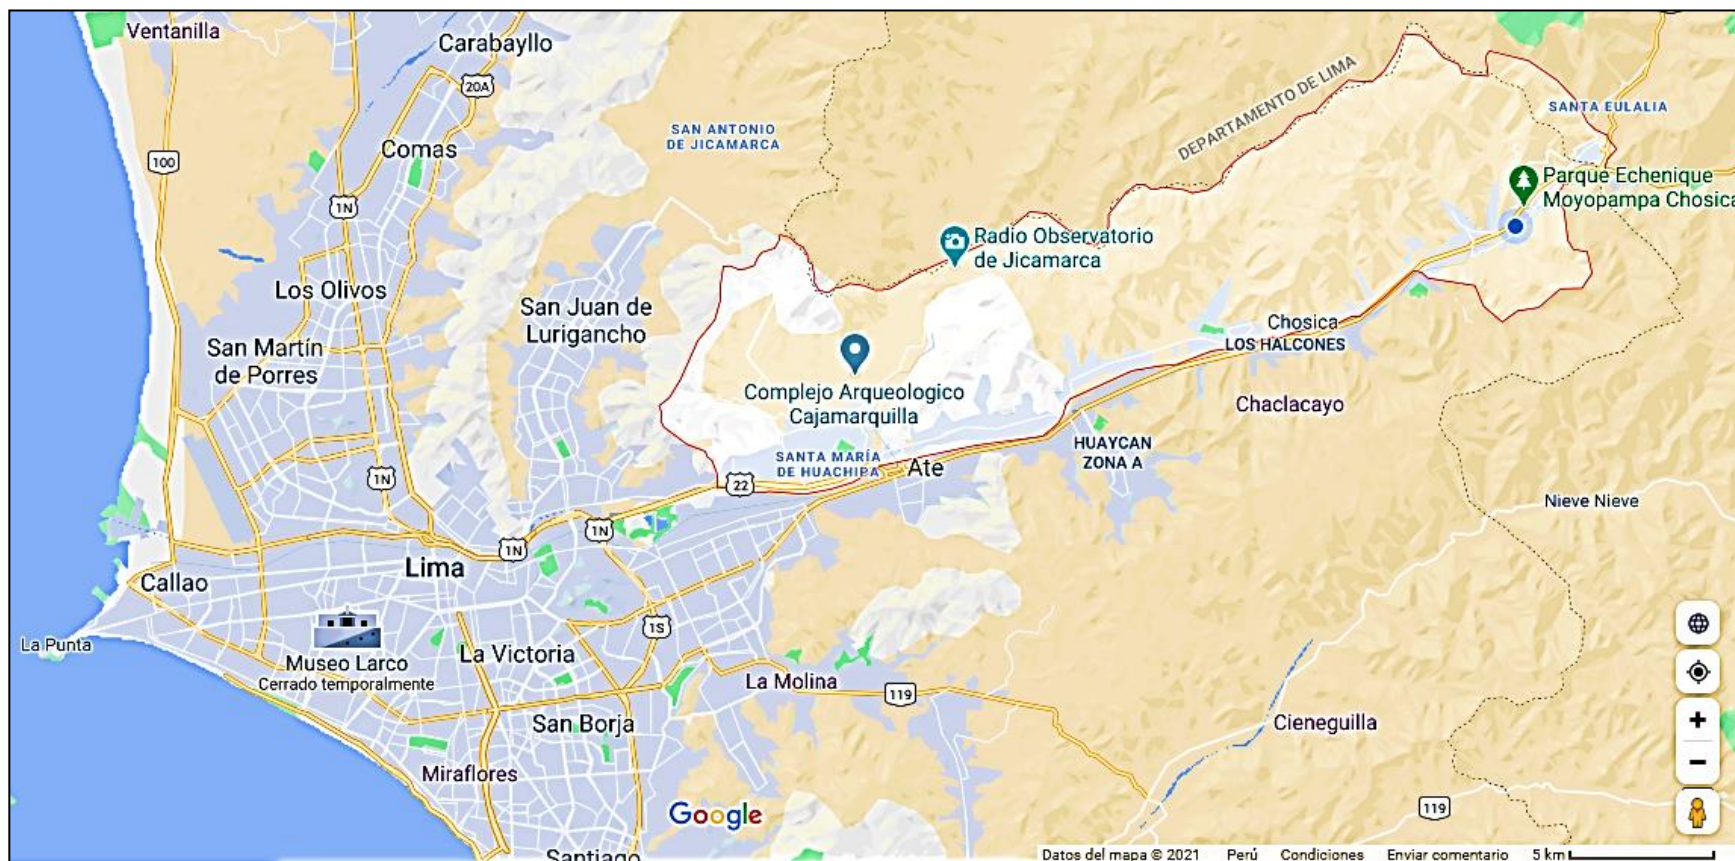 Ventanilla
Carabayllo
20A
100
Comas
1N
SAN ANTONIO
DE JICAMARCA
DEPARTAMENTO DE LIMA
SANTA EULALIA
Parque Echenique
Moyopampa Chosica
Radio Observatorio
de Jicamarca
Los Olivos
San Juan de
Lurigancho
San Martín
de Porres
Chosica
LOS HALCONES
Complejo Arqueologico
Cajamarquilla
Chaclacayo
HUAYCAN
ZONA A
SANTA MARÍA
DE HUACHIPA
Ate
1N
22
Nieve Nieve
1N
1N
Lima
Callao
1S
La Punta
Museo Larco
Cerrado temporalmente
La Victoria
La Molina
119
San Borja
Cieneguilla
Miraflores
Google
119
Santiago
Datos del mapa © 2021 Perú Condiciones Enviar comentario 5 km